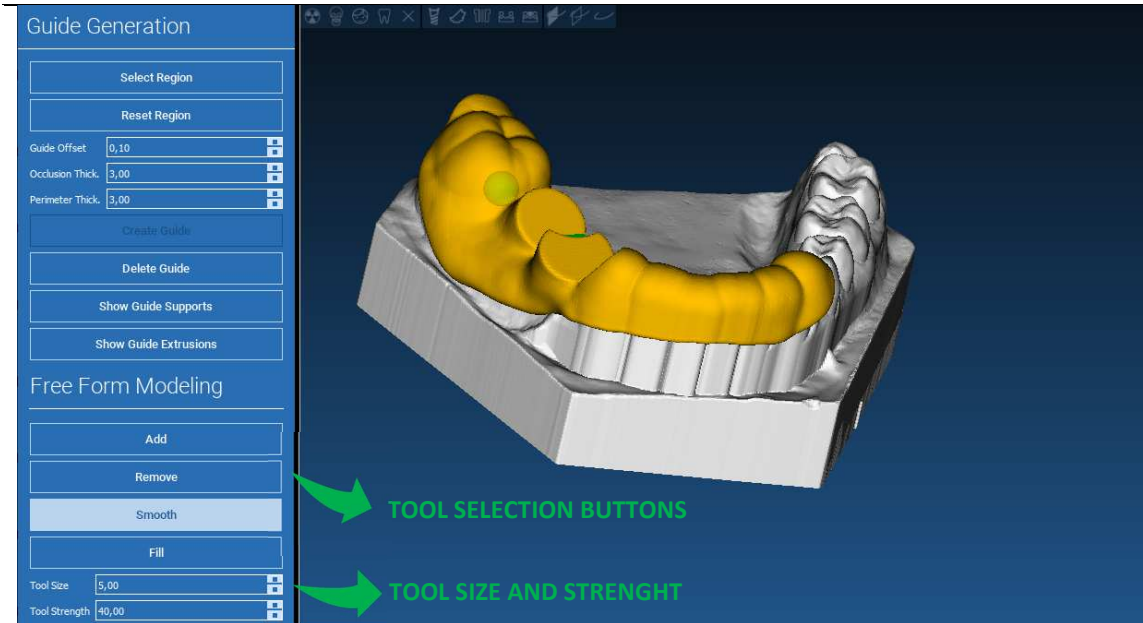 Guide Generation
Select Region
Reset Region
Guide Offset 0,10
Occlusion Thick. 3,00
Perimeter Thick. 3,00
Create Guide
Delete Guide
Show Guide Supports
Show Guide Extrusions
Free Form Modeling
Add
Remove
Smooth
Fill
Tool Size 5,00
Tool Strength 40,00
TOOL SELECTION BUTTONS
TOOL SIZE AND STRENGHT